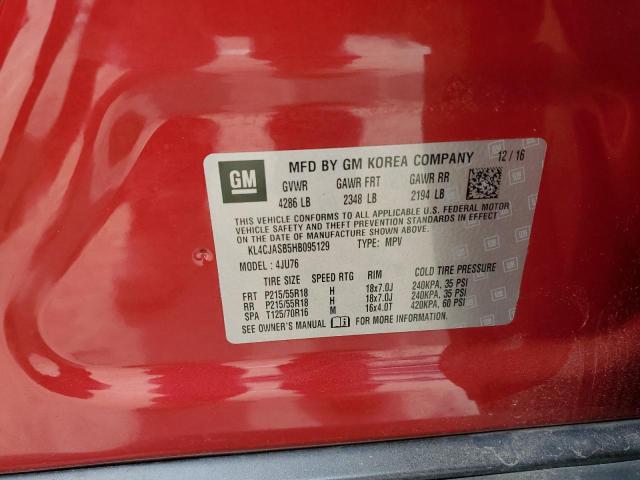 GM MFD BY GM KOREA COMPANY 12 / 16
GVWR GAWR FRT GAWR RR
4286 LB 2348 LB 2194 LB
THIS VEHICLE CONFORMS TO ALL APPLICABLE U.S. FEDERAL MOTOR
VEHICLE SAFETY AND THEFT PREVENTION STANDARDS IN EFFECT
ON THE DATE OF MANUFACTURE SHOWN ABOVE.
KL4CJASB5HB095129 TYPE: MPV
MODEL : 4JU76
TIRE SIZE SPEED RTG RIM COLD TIRE PRESSURE
FRT P215/55R18 H 18x7.0J 240KPA, 35 PSI
RR P215/55R18 H 18x7.0J 240KPA, 35 PSI
SPA T125/70R16 M 16x4.0T 420KPA, 60 PSI
SEE OWNER'S MANUAL FOR MORE INFORMATION.